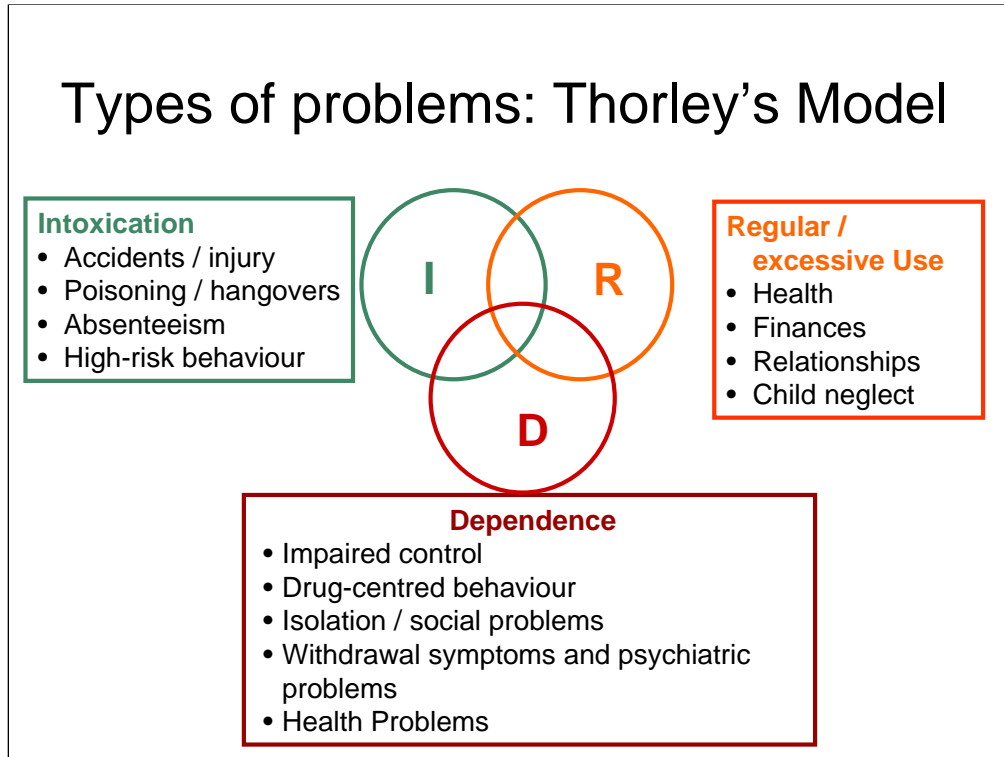 Types of problems: Thorley's Model
Intoxication
• Accidents / injury
• Poisoning / hangovers
• Absenteeism
• High-risk behaviour
I
R
D
Regular /
excessive Use
• Health
• Finances
• Relationships
• Child neglect
Dependence
• Impaired control
• Drug-centred behaviour
• Isolation / social problems
• Withdrawal symptoms and psychiatric
problems
• Health Problems